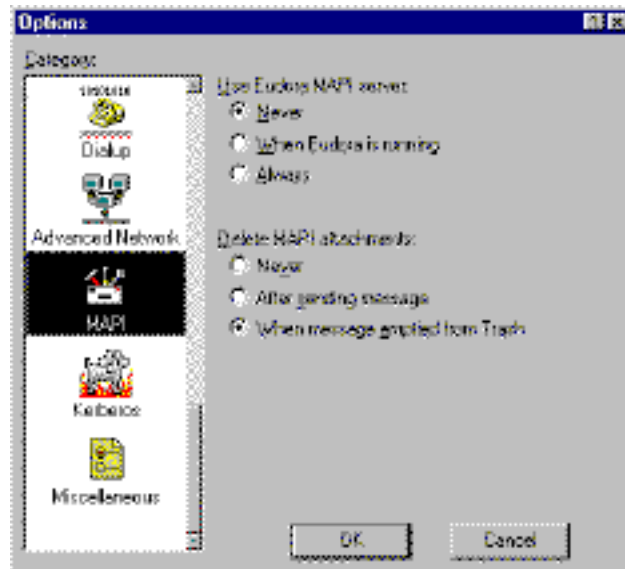 Options
Category:
Dialup
Advanced Network
MAPI
Kerberos
Miscellaneous
Use Eudora MAPI server:
Never
When Eudora is running
Always
Delete MAPI attachments:
Never
After sending message
When message emptied from Trash
OK
Cancel